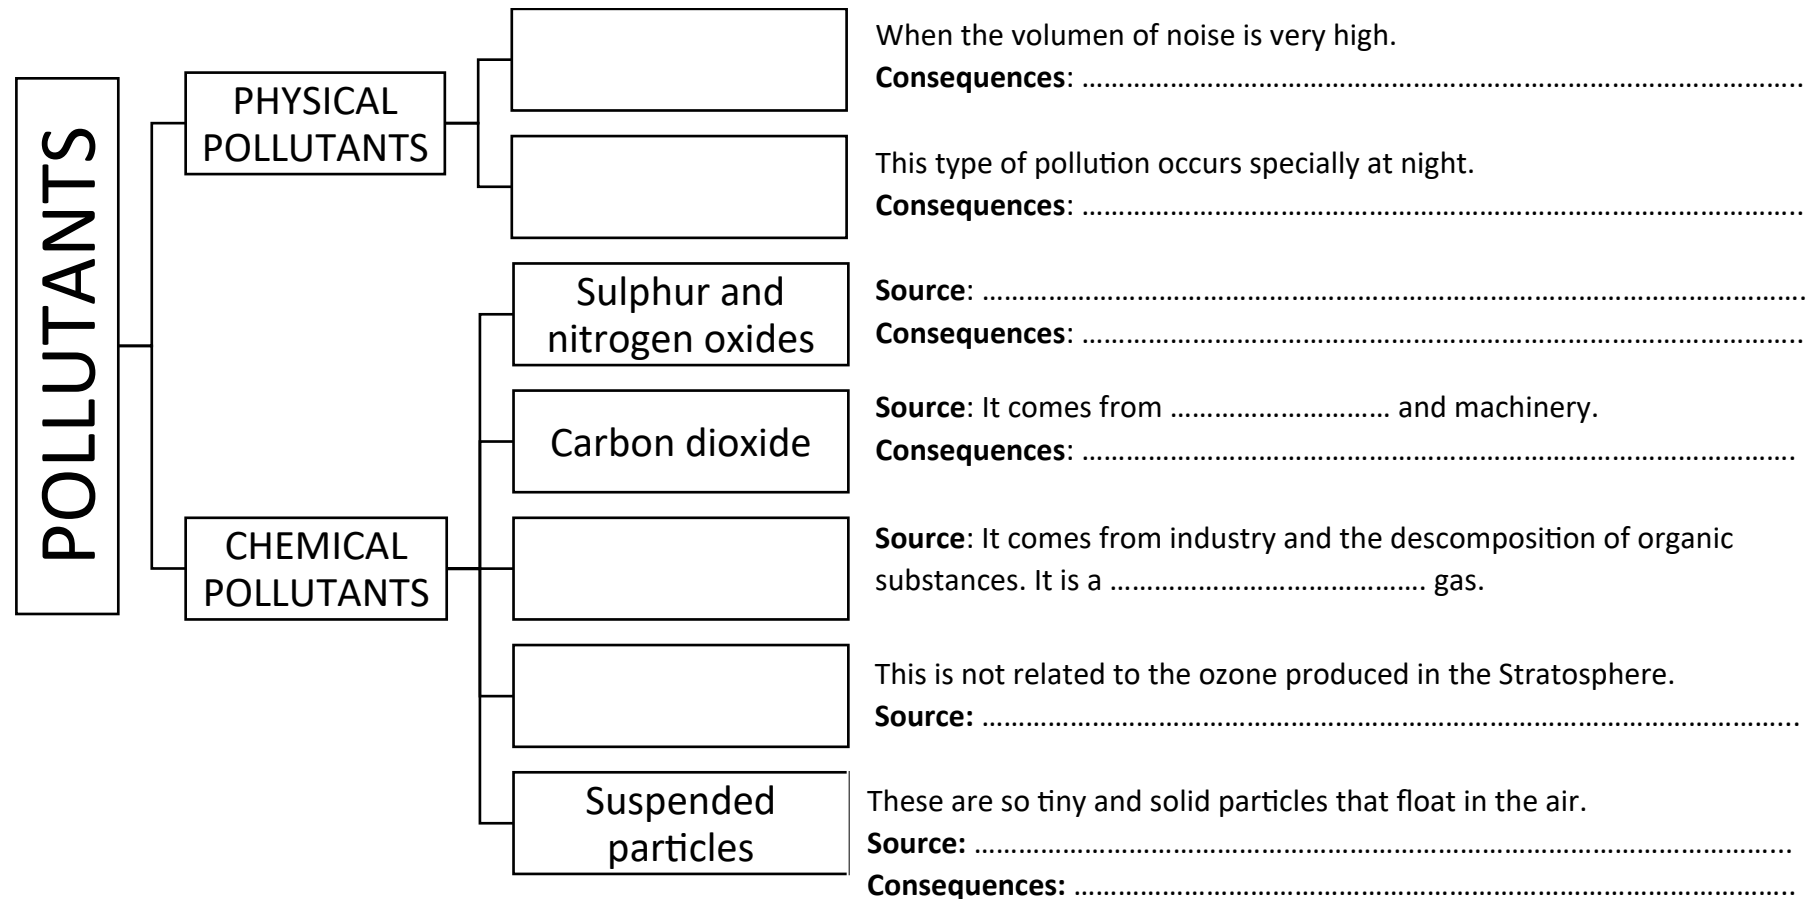 POLLUTANTS
PHYSICAL
POLLUTANTS
When the volumen of noise is very high.
Consequences: ……………………………………………………………………………………..
This type of pollution occurs specially at night.
Consequences: ……………………………………………………………………………………..
CHEMICAL
POLLUTANTS
Sulphur and
nitrogen oxides
Source: ………………………………………………………………………………………………….
Consequences: ……………………………………………………………………………………..
Carbon dioxide
Source: It comes from ………………………… and machinery.
Consequences: …………………………………………………………………………………….
Source: It comes from industry and the descomposition of organic
substances. It is a ……………………………………. gas.
This is not related to the ozone produced in the Stratosphere.
Source: …………………………………………………………………………………………………...
Suspended
particles
These are so tiny and solid particles that float in the air.
Source: …………………………………………………………………………………………………...
Consequences: ……………………………………………………………………………………..